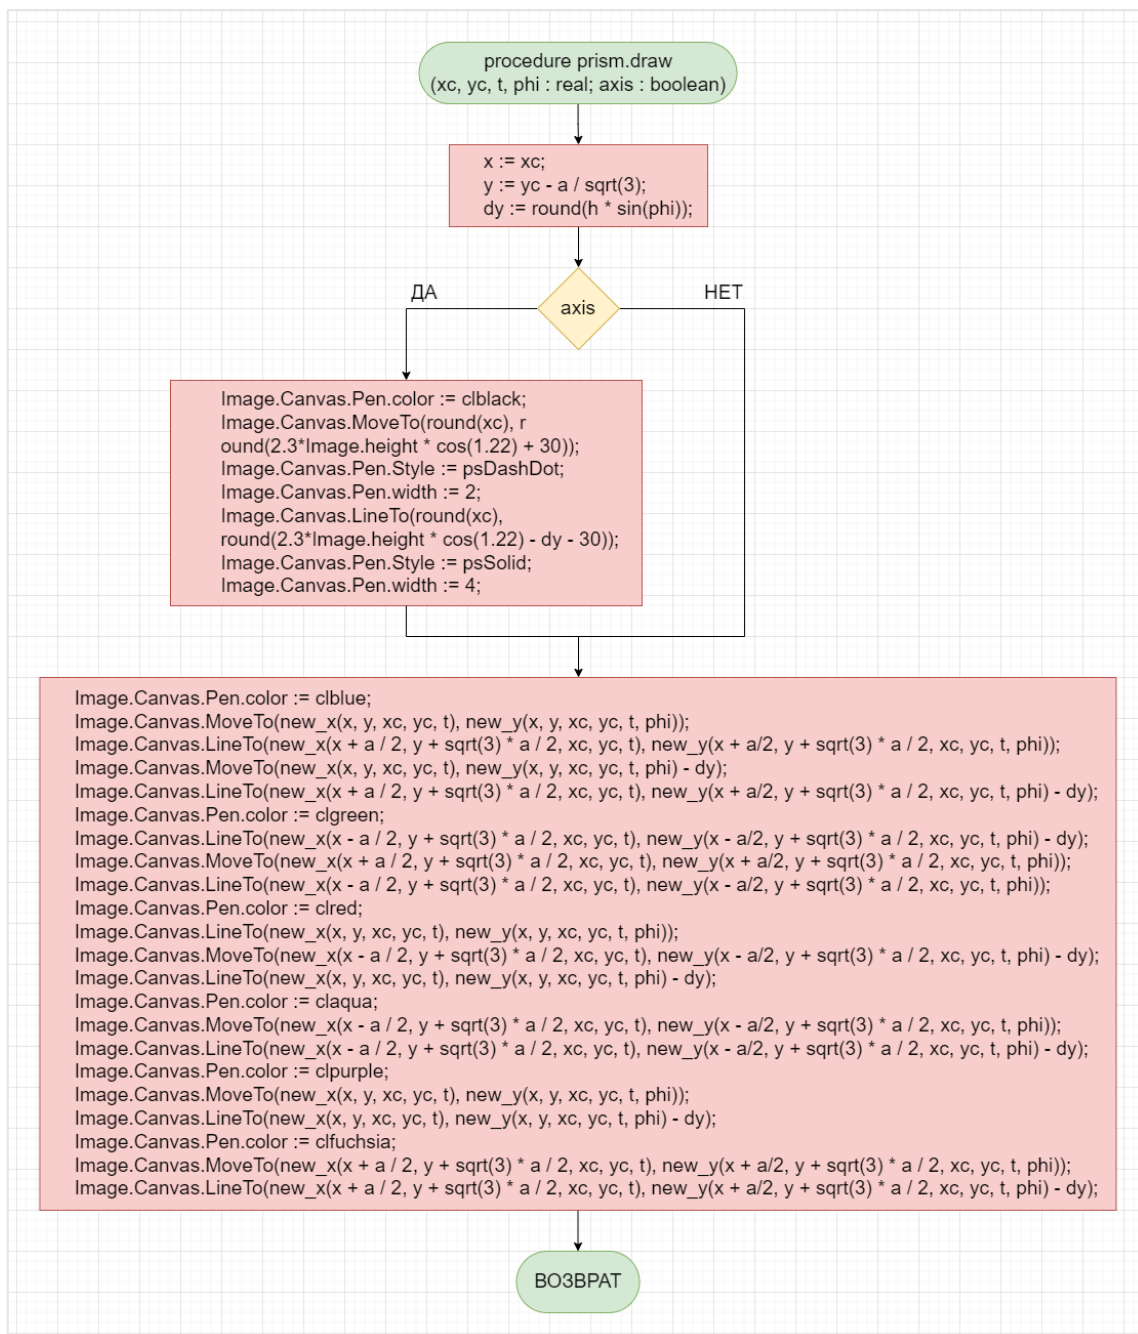 procedure prism.draw
(xc, yc, t, phi : real; axis : boolean)
x := xc;
y := yc - a / sqrt(3);
dy := round(h * sin(phi));
ДА
НЕТ
axis
Image.Canvas.Pen.color := clblack;
Image.Canvas.MoveTo(round(xc), r
ound(2.3*Image.height * cos(1.22) + 30));
Image.Canvas.Pen.Style := psDashDot;
Image.Canvas.Pen.width := 2;
Image.Canvas.LineTo(round(xc),
round(2.3*Image.height * cos(1.22) - dy - 30));
Image.Canvas.Pen.Style := psSolid;
Image.Canvas.Pen.width := 4;
Image.Canvas.Pen.color := clblue;
Image.Canvas.MoveTo(new_x(x, y, xc, yc, t), new_y(x, y, xc, yc, t, phi));
Image.Canvas.LineTo(new_x(x + a / 2, y + sqrt(3) * a / 2, xc, yc, t), new_y(x + a/2, y + sqrt(3) * a / 2, xc, yc, t, phi));
Image.Canvas.MoveTo(new_x(x, y, xc, yc, t), new_y(x, y, xc, yc, t, phi) - dy);
Image.Canvas.LineTo(new_x(x + a / 2, y + sqrt(3) * a / 2, xc, yc, t), new_y(x + a/2, y + sqrt(3) * a / 2, xc, yc, t, phi) - dy);
Image.Canvas.Pen.color := clgreen;
Image.Canvas.LineTo(new_x(x - a / 2, y + sqrt(3) * a / 2, xc, yc, t), new_y(x - a/2, y + sqrt(3) * a / 2, xc, yc, t, phi) - dy);
Image.Canvas.MoveTo(new_x(x + a / 2, y + sqrt(3) * a / 2, xc, yc, t), new_y(x + a/2, y + sqrt(3) * a / 2, xc, yc, t, phi));
Image.Canvas.LineTo(new_x(x - a / 2, y + sqrt(3) * a / 2, xc, yc, t), new_y(x - a/2, y + sqrt(3) * a / 2, xc, yc, t, phi));
Image.Canvas.Pen.color := clred;
Image.Canvas.LineTo(new_x(x, y, xc, yc, t), new_y(x, y, xc, yc, t, phi));
Image.Canvas.MoveTo(new_x(x - a / 2, y + sqrt(3) * a / 2, xc, yc, t), new_y(x - a/2, y + sqrt(3) * a / 2, xc, yc, t, phi) - dy);
Image.Canvas.LineTo(new_x(x, y, xc, yc, t), new_y(x, y, xc, yc, t, phi) - dy);
Image.Canvas.Pen.color := claqua;
Image.Canvas.MoveTo(new_x(x - a / 2, y + sqrt(3) * a / 2, xc, yc, t), new_y(x - a/2, y + sqrt(3) * a / 2, xc, yc, t, phi));
Image.Canvas.LineTo(new_x(x - a / 2, y + sqrt(3) * a / 2, xc, yc, t), new_y(x - a/2, y + sqrt(3) * a / 2, xc, yc, t, phi) - dy);
Image.Canvas.Pen.color := clpurple;
Image.Canvas.MoveTo(new_x(x, y, xc, yc, t), new_y(x, y, xc, yc, t, phi));
Image.Canvas.LineTo(new_x(x, y, xc, yc, t), new_y(x, y, xc, yc, t, phi) - dy);
Image.Canvas.Pen.color := clfuchsia;
Image.Canvas.MoveTo(new_x(x + a / 2, y + sqrt(3) * a / 2, xc, yc, t), new_y(x + a/2, y + sqrt(3) * a / 2, xc, yc, t, phi));
Image.Canvas.LineTo(new_x(x + a / 2, y + sqrt(3) * a / 2, xc, yc, t), new_y(x + a/2, y + sqrt(3) * a / 2, xc, yc, t, phi) - dy);
ВОЗВРАТ